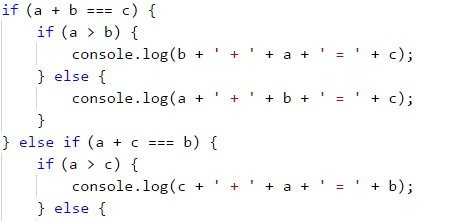 if (a + b === c) {
    if (a > b) {
        console.log(b + ' + ' + a + ' = ' + c);
    } else {
        console.log(a + ' + ' + b + ' = ' + c);
    }
} else if (a + c === b) {
    if (a > c) {
        console.log(c + ' + ' + a + ' = ' + b);
    } else {